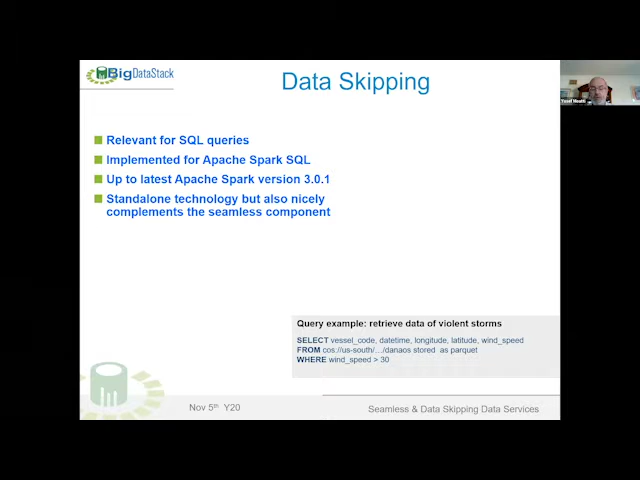 BigDataStack
Data Skipping
Yosef Moatti
Relevant for SQL queries
Implemented for Apache Spark SQL
Up to latest Apache Spark version 3.0.1
Standalone technology but also nicely
complements the seamless component
Query example: retrieve data of violent storms
SELECT vessel_code, datetime, longitude, latitude, wind_speed
FROM cos://us-south/.../danaos stored as parquet
WHERE wind_speed > 30
Nov 5th Y20
Seamless & Data Skipping Data Services